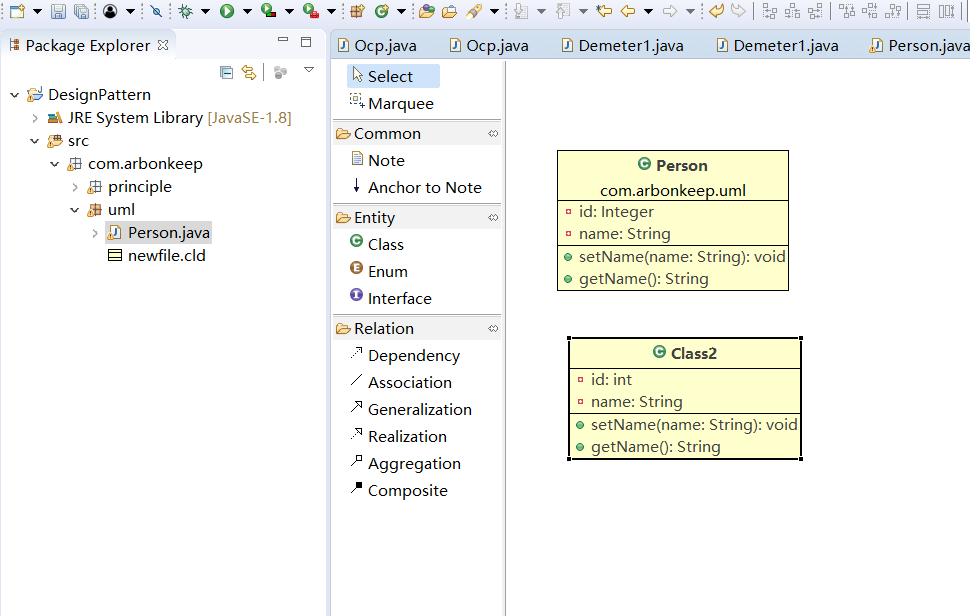 Package Explorer
DesignPattern
JRE System Library [JavaSE-1.8]
src
com.arbonkeep
principle
uml
Person.java
newfile.cld
Ocp.java
Ocp.java
Demeter1.java
Demeter1.java
Person.java
Select
Marquee
Common
Note
Anchor to Note
Entity
Class
Enum
Interface
Relation
Dependency
Association
Generalization
Realization
Aggregation
Composite
Person
com.arbonkeep.uml
id: Integer
name: String
setName(name: String): void
getName(): String
Class2
id: int
name: String
setName(name: String): void
getName(): String